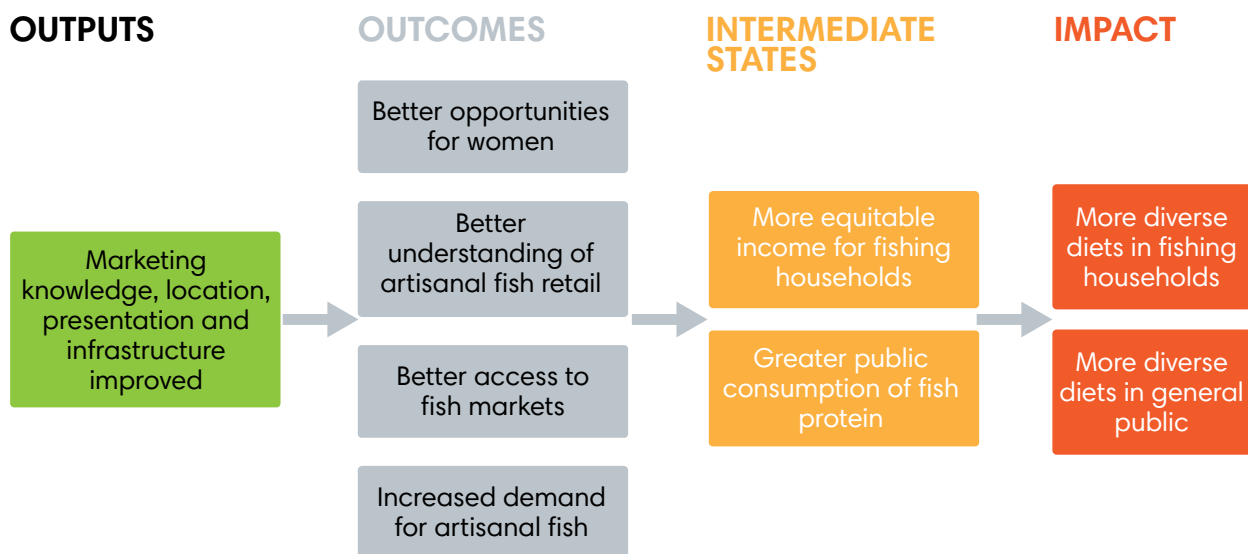 OUTPUTS
OUTCOMES
INTERMEDIATE
STATES
IMPACT
Marketing
knowledge, location,
presentation and
infrastructure
improved
Better opportunities
for women
Better
understanding of
artisanal fish retail
Better access to
fish markets
Increased demand
for artisanal fish
More equitable
income for fishing
households
Greater public
consumption of fish
protein
More diverse
diets in fishing
households
More diverse
diets in general
public